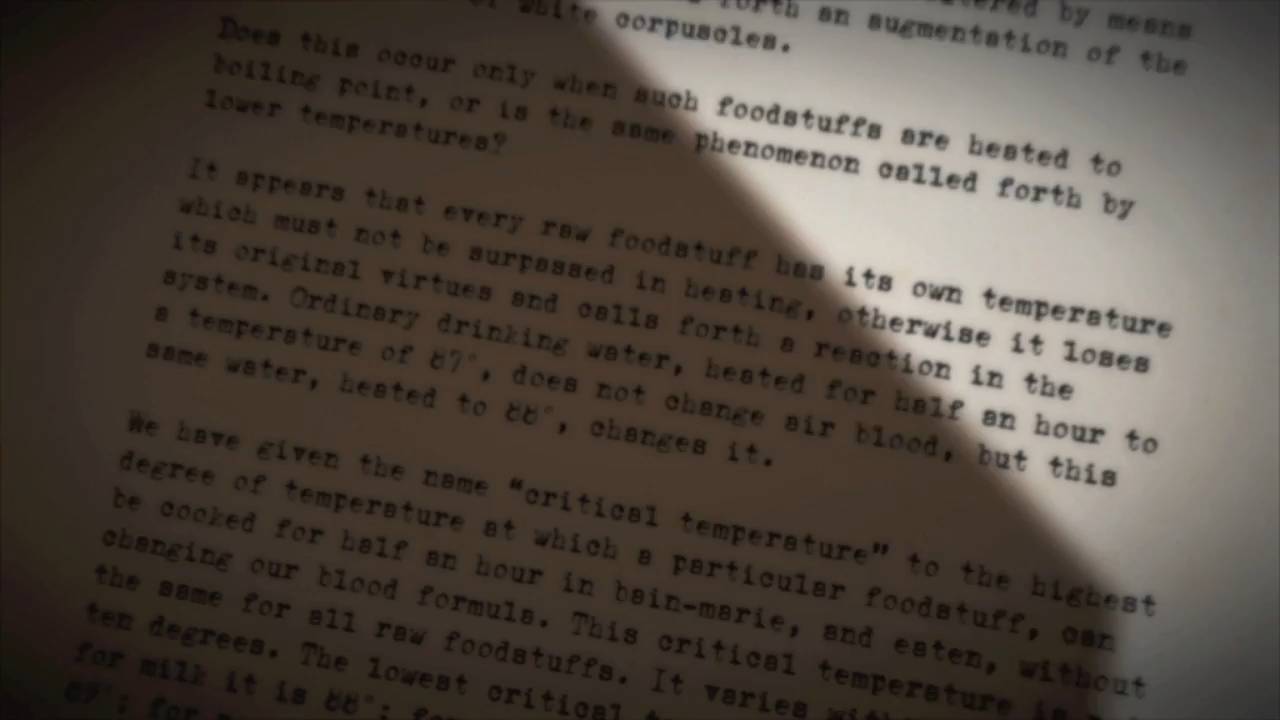 by means
forth an augmentation of the
of white corpuscles.
Does this occur only when such foodstuffs are heated to
boiling point, or is the same phenomenon called forth by
lower temperatures?
It appears that every raw foodstuff has its own temperature
which must not be surpassed in heating, otherwise it loses
its original virtues and calls forth a reaction in the
system. Ordinary drinking water, heated for half an hour to
a temperature of 87°, does not change air blood, but this
same water, heated to 88°, changes it.
We have given the name “critical temperature” to the highest
degree of temperature at which a particular foodstuff, can
be cooked for half an hour in bain-marie, and eaten, without
changing our blood formula. This critical temperature is
the same for all raw foodstuffs. It varies
ten degrees. The lowest critical
for milk it is 88°:
89°: for